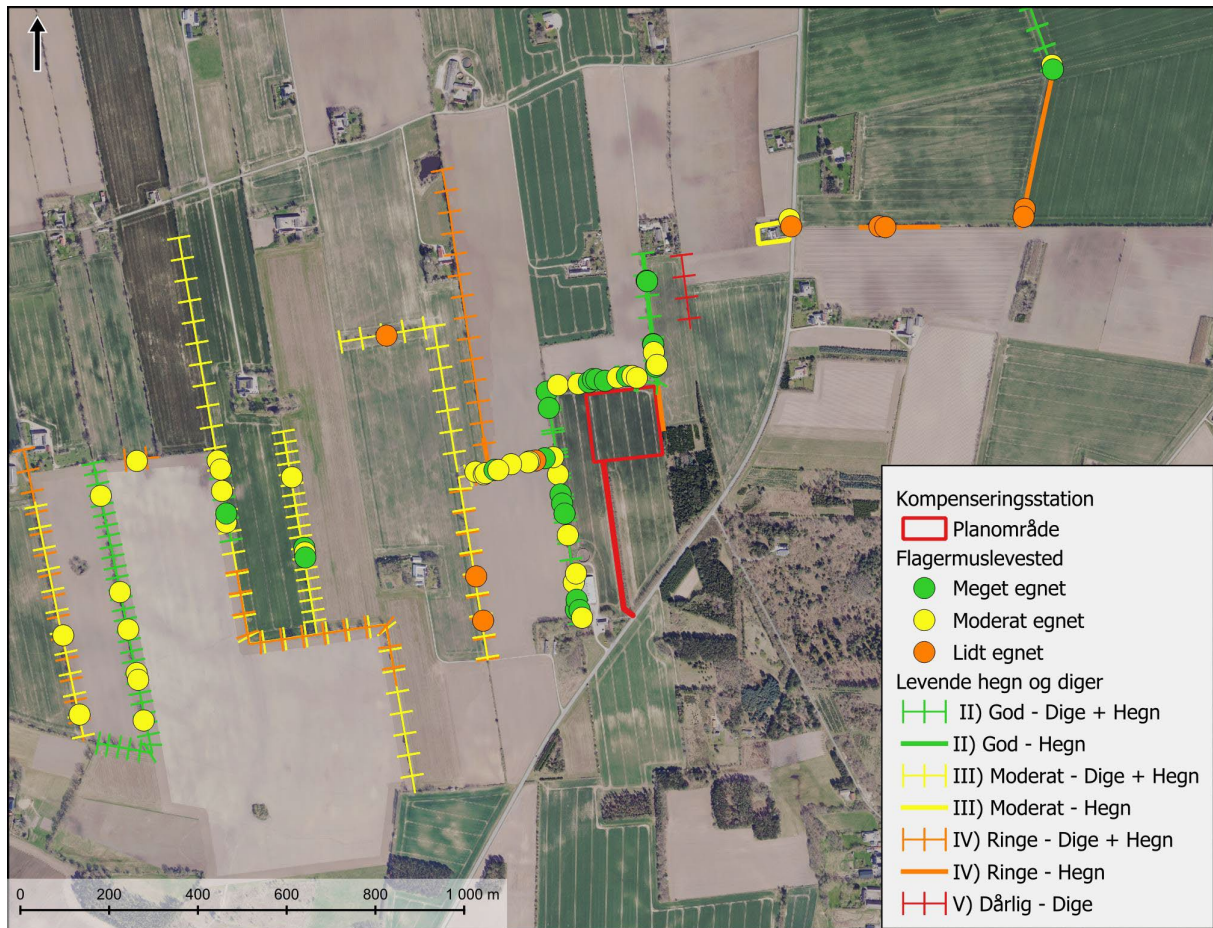 Kompenseringsstation
Planområde
Flagermuslevested
Meget egnet
Moderat egnet
Lidt egnet
Levende hegn og diger
II) God - Dige + Hegn
II) God - Hegn
III) Moderat - Dige + Hegn
III) Moderat - Hegn
IV) Ringe - Dige + Hegn
IV) Ringe - Hegn
V) Dårlig - Dige
0 200 400 600 800 1 000 m